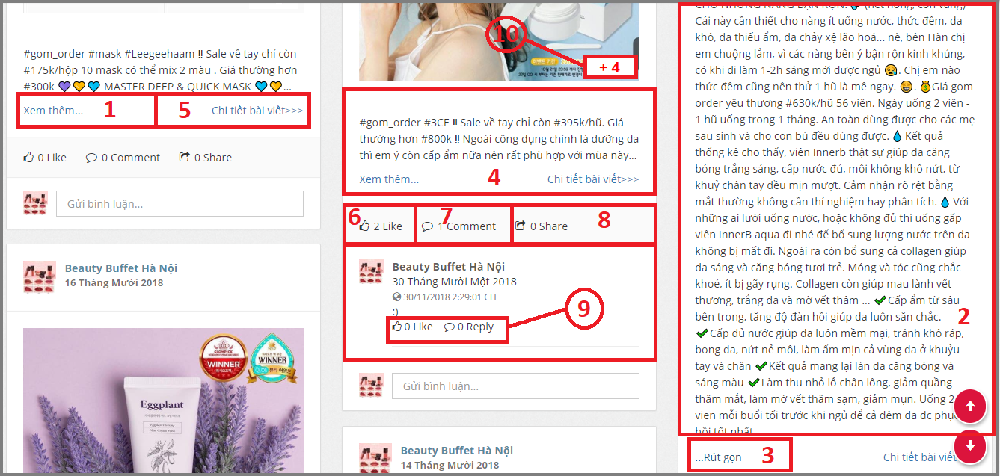 #gom_order #mask #Leegeehaam ‼ Sale về tay chỉ còn
#175k/hộp 10 mask có thể mix 2 màu . Giá thường hơn
#300k 💜💛💙 MASTER DEEP & QUICK MASK 💙💛...
Xem thêm... 1 5 Chi tiết bài viết>>>
0 Like 0 Comment 0 Share
Gửi bình luận...
Beauty Buffet Hà Nội
16 Tháng Mười 2018
GLOWPICK
WINNER
2017
WINNER
Eggplant
10
+ 4
#gom_order #3CE ‼ Sale về tay chỉ còn #395k/hũ. Giá
thường hơn #800k ‼ Ngoài công dụng chính là dưỡng da
thì em ý còn cấp ẩm nữa nên rất phù hợp với mùa này...
Xem thêm... 4 Chi tiết bài viết>>>
6 7 8
2 Like 1 Comment 0 Share
Beauty Buffet Hà Nội
30 Tháng Mười Một 2018
30/11/2018 2:29:01 CH
:)
0 Like 0 Reply
9
Gửi bình luận...
Beauty Buffet Hà Nội
14 Tháng Mười 2018
CHO NHỮNG NÀNG BẬN RỘN.
Cái này cần thiết cho nàng ít uống nước, thức đêm, da
khô, da thiếu ẩm, da chảy xệ lão hoá... nè, bên Hàn chị
em chuộng lắm, vì các nàng bên ý bận rộn kinh khủng,
có khi đi làm 1-2h sáng mới được ngủ 😪. Chị em nào
thức đêm cũng nên thử 1 hũ là mê ngay. 😁. 💰Giá gom
order yêu thương #630k/hũ 56 viên. Ngày uống 2 viên -
1 hũ uống trong 1 tháng. An toàn dùng được cho các mẹ
sau sinh và cho con bú đều dùng được. 💧Kết quả
thống kê cho thấy, viên Innerb thật sự giúp da căng
bóng trắng sáng, cấp nước đủ, môi không khô nứt, từ
khuỷ chân tay đều mịn mượt. Cảm nhận rõ rệt bằng
mắt thường không cần thí nghiệm hay phân tích. 💧Với
những ai lười uống nước, hoặc không đủ thì uống gấp
viên InnerB aqua đi nhé để bổ sung lượng nước trên da
không bị mất đi. Ngoài ra còn bổ sung cả collagen giúp
da sáng và căng bóng tươi trẻ. Móng và tóc cũng chắc
khoẻ, ít bị gãy rụng. Collagen còn giúp mau lành vết
thương, trắng da và mờ vết thâm ... ✔Cấp ẩm từ sâu
bên trong, tăng độ đàn hồi giúp da luôn săn chắc.
2
✔Cấp đủ nước giúp da luôn mềm mại, tránh khô ráp,
bong da, nứt nẻ môi, làm ẩm mịn cả vùng da ở khuỷu
tay và chân ✔Kết quả mang lại làn da căng bóng và
sáng màu ✔Làm thu nhỏ lỗ chân lông, giảm quầng
thâm mắt, làm mờ vết thâm sạm, giảm mụn. Uống 2
vien mỗi buổi tối trước khi ngủ để cả đêm da đc phục
hồi tốt nhất
...Rút gọn 3 Chi tiết bài viết